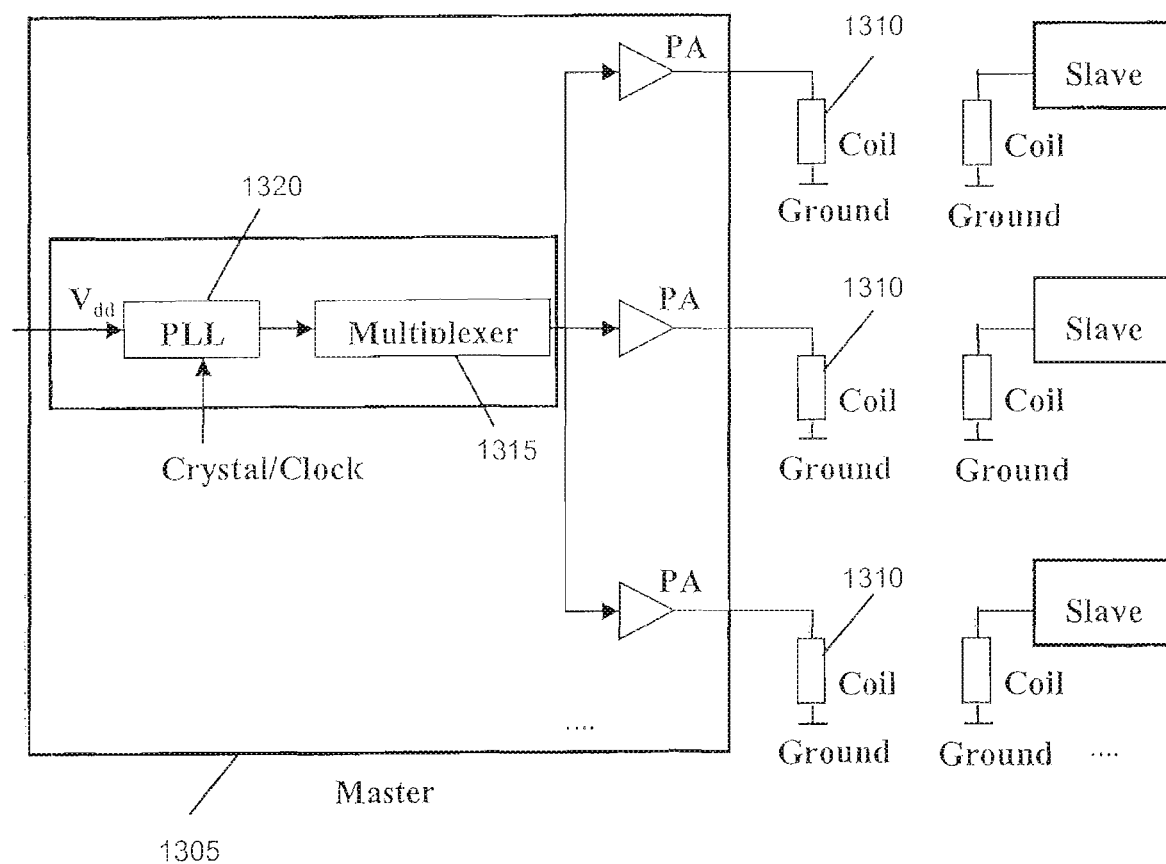 1310
PA
Slave
Coil
Coil
Ground
Ground
1320
1310
PA
Slave
Vdd
PLL
Multiplexer
Coil
Coil
1315
Ground
Ground
Crystal/Clock
1310
PA
Slave
Coil
Coil
....
Ground
Ground
....
Master
1305